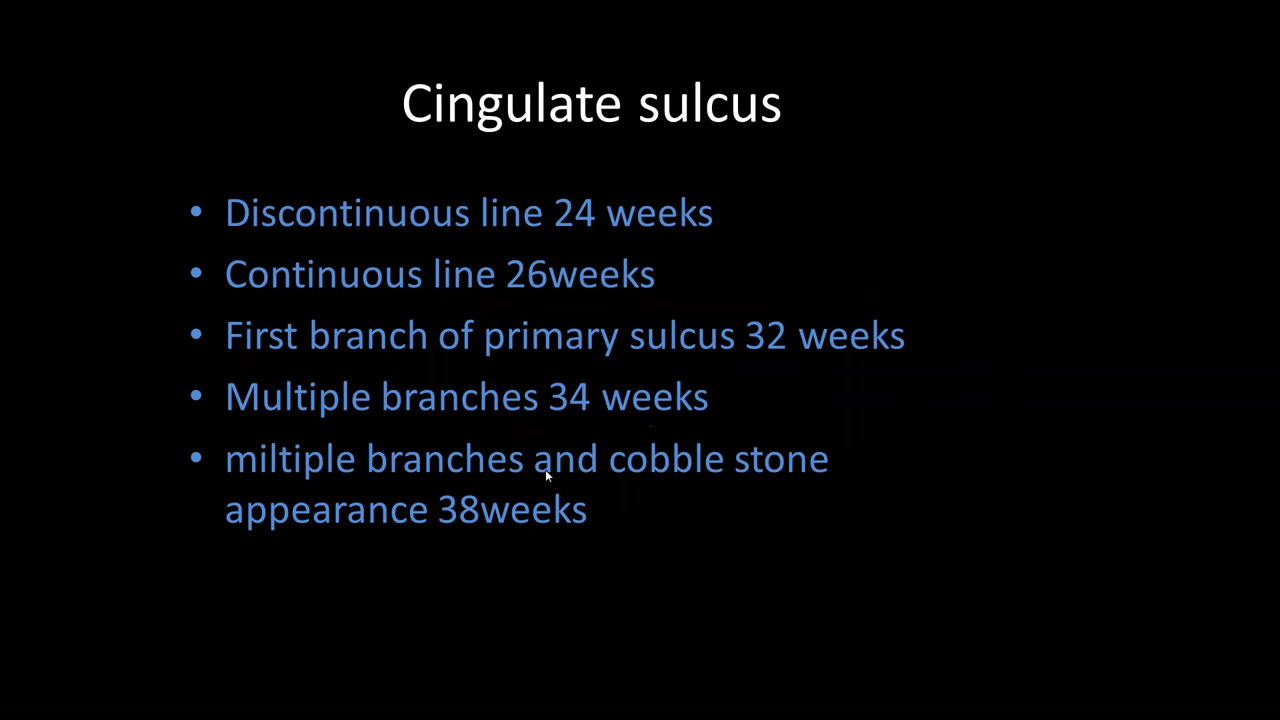 Cingulate sulcus
• Discontinuous line 24 weeks
• Continuous line 26weeks
• First branch of primary sulcus 32 weeks
• Multiple branches 34 weeks
• miltiple branches and cobble stone
appearance 38weeks